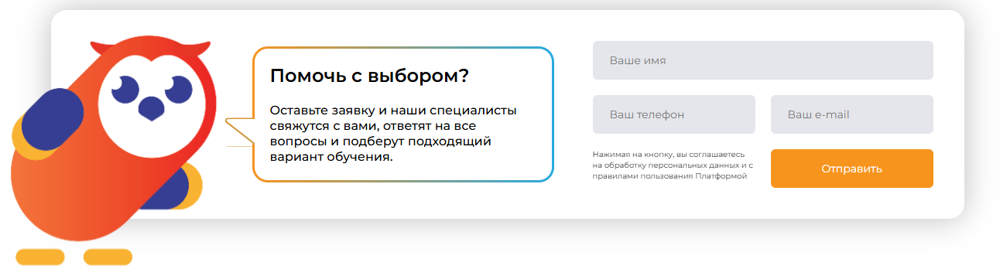 Помочь с выбором?
Оставьте заявку и наши специалисты
свяжутся с вами, ответят на все
вопросы и подберут подходящий
вариант обучения.
Ваше имя
Ваш телефон
Ваш e-mail
Нажимая на кнопку, вы соглашаетесь
на обработку персональных данных и с
правилами пользования Платформой
Отправить